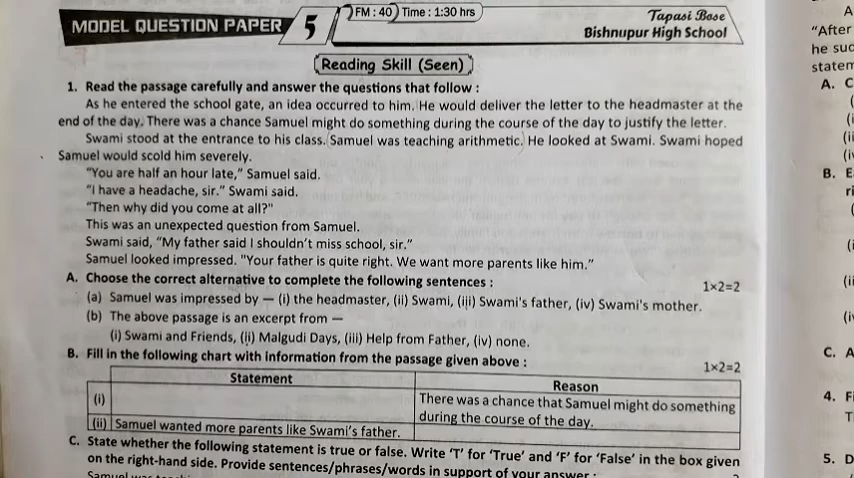 MODEL QUESTION PAPER 5 FM : 40 Time : 1:30 hrs
Tapasi Bose
Bishnupur High School
Reading Skill (Seen)
1. Read the passage carefully and answer the questions that follow :
As he entered the school gate, an idea occurred to him. He would deliver the letter to the headmaster at the
end of the day. There was a chance Samuel might do something during the course of the day to justify the letter.
Swami stood at the entrance to his class. Samuel was teaching arithmetic. He looked at Swami. Swami hoped
Samuel would scold him severely.
"You are half an hour late," Samuel said.
"I have a headache, sir." Swami said.
"Then why did you come at all?"
This was an unexpected question from Samuel.
Swami said, "My father said I shouldn't miss school, sir."
Samuel looked impressed. "Your father is quite right. We want more parents like him."
A. Choose the correct alternative to complete the following sentences : 1×2=2
(a) Samuel was impressed by — (i) the headmaster, (ii) Swami, (iii) Swami's father, (iv) Swami's mother.
(b) The above passage is an excerpt from —
(i) Swami and Friends, (ii) Malgudi Days, (iii) Help from Father, (iv) none.
B. Fill in the following chart with information from the passage given above : 1×2=2
Statement Reason
(i) There was a chance that Samuel might do something
during the course of the day.
(ii) Samuel wanted more parents like Swami's father.
C. State whether the following statement is true or false. Write 'T' for 'True' and 'F' for 'False' in the box given
on the right-hand side. Provide sentences/phrases/words in support of your answer :
Samuel was
A
"After
he suc
statem
A. C
(i
(ii
(iv
B. E
ri
(i
(ii
(iv
C. A
4. Fi
T
5. D